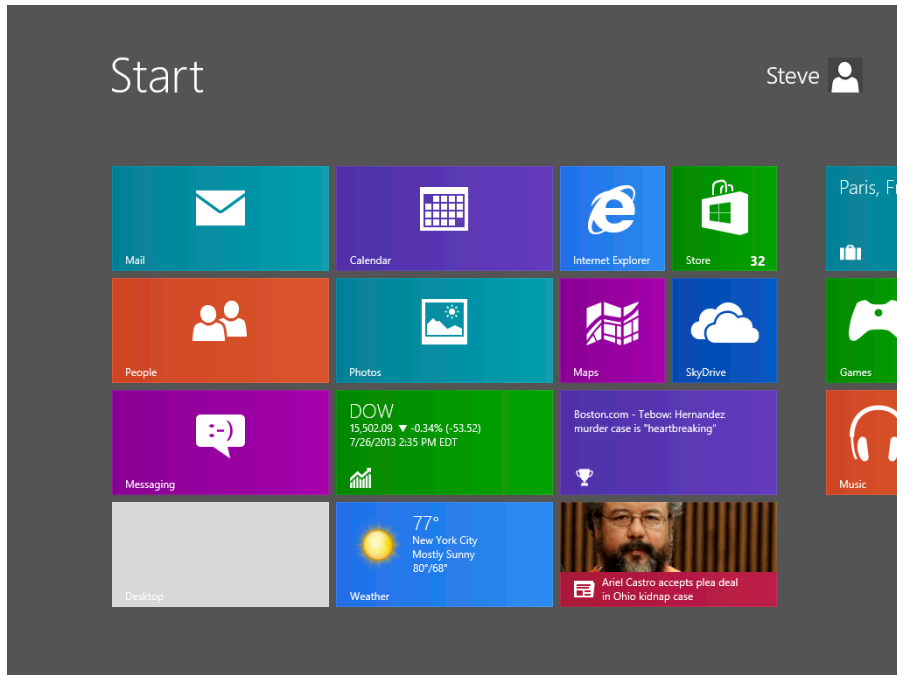 Start
Steve
Mail
Calendar
Internet Explorer
Store 32
Paris, F
People
Photos
Maps
SkyDrive
Games
Messaging
DOW
15,502.09 ▼ -0.34% (-53.52)
7/26/2013 2:35 PM EDT
Boston.com - Tebow: Hernandez
murder case is "heartbreaking"
Music
Desktop
77°
New York City
Mostly Sunny
80°/68°
Weather
Ariel Castro accepts plea deal
in Ohio kidnap case